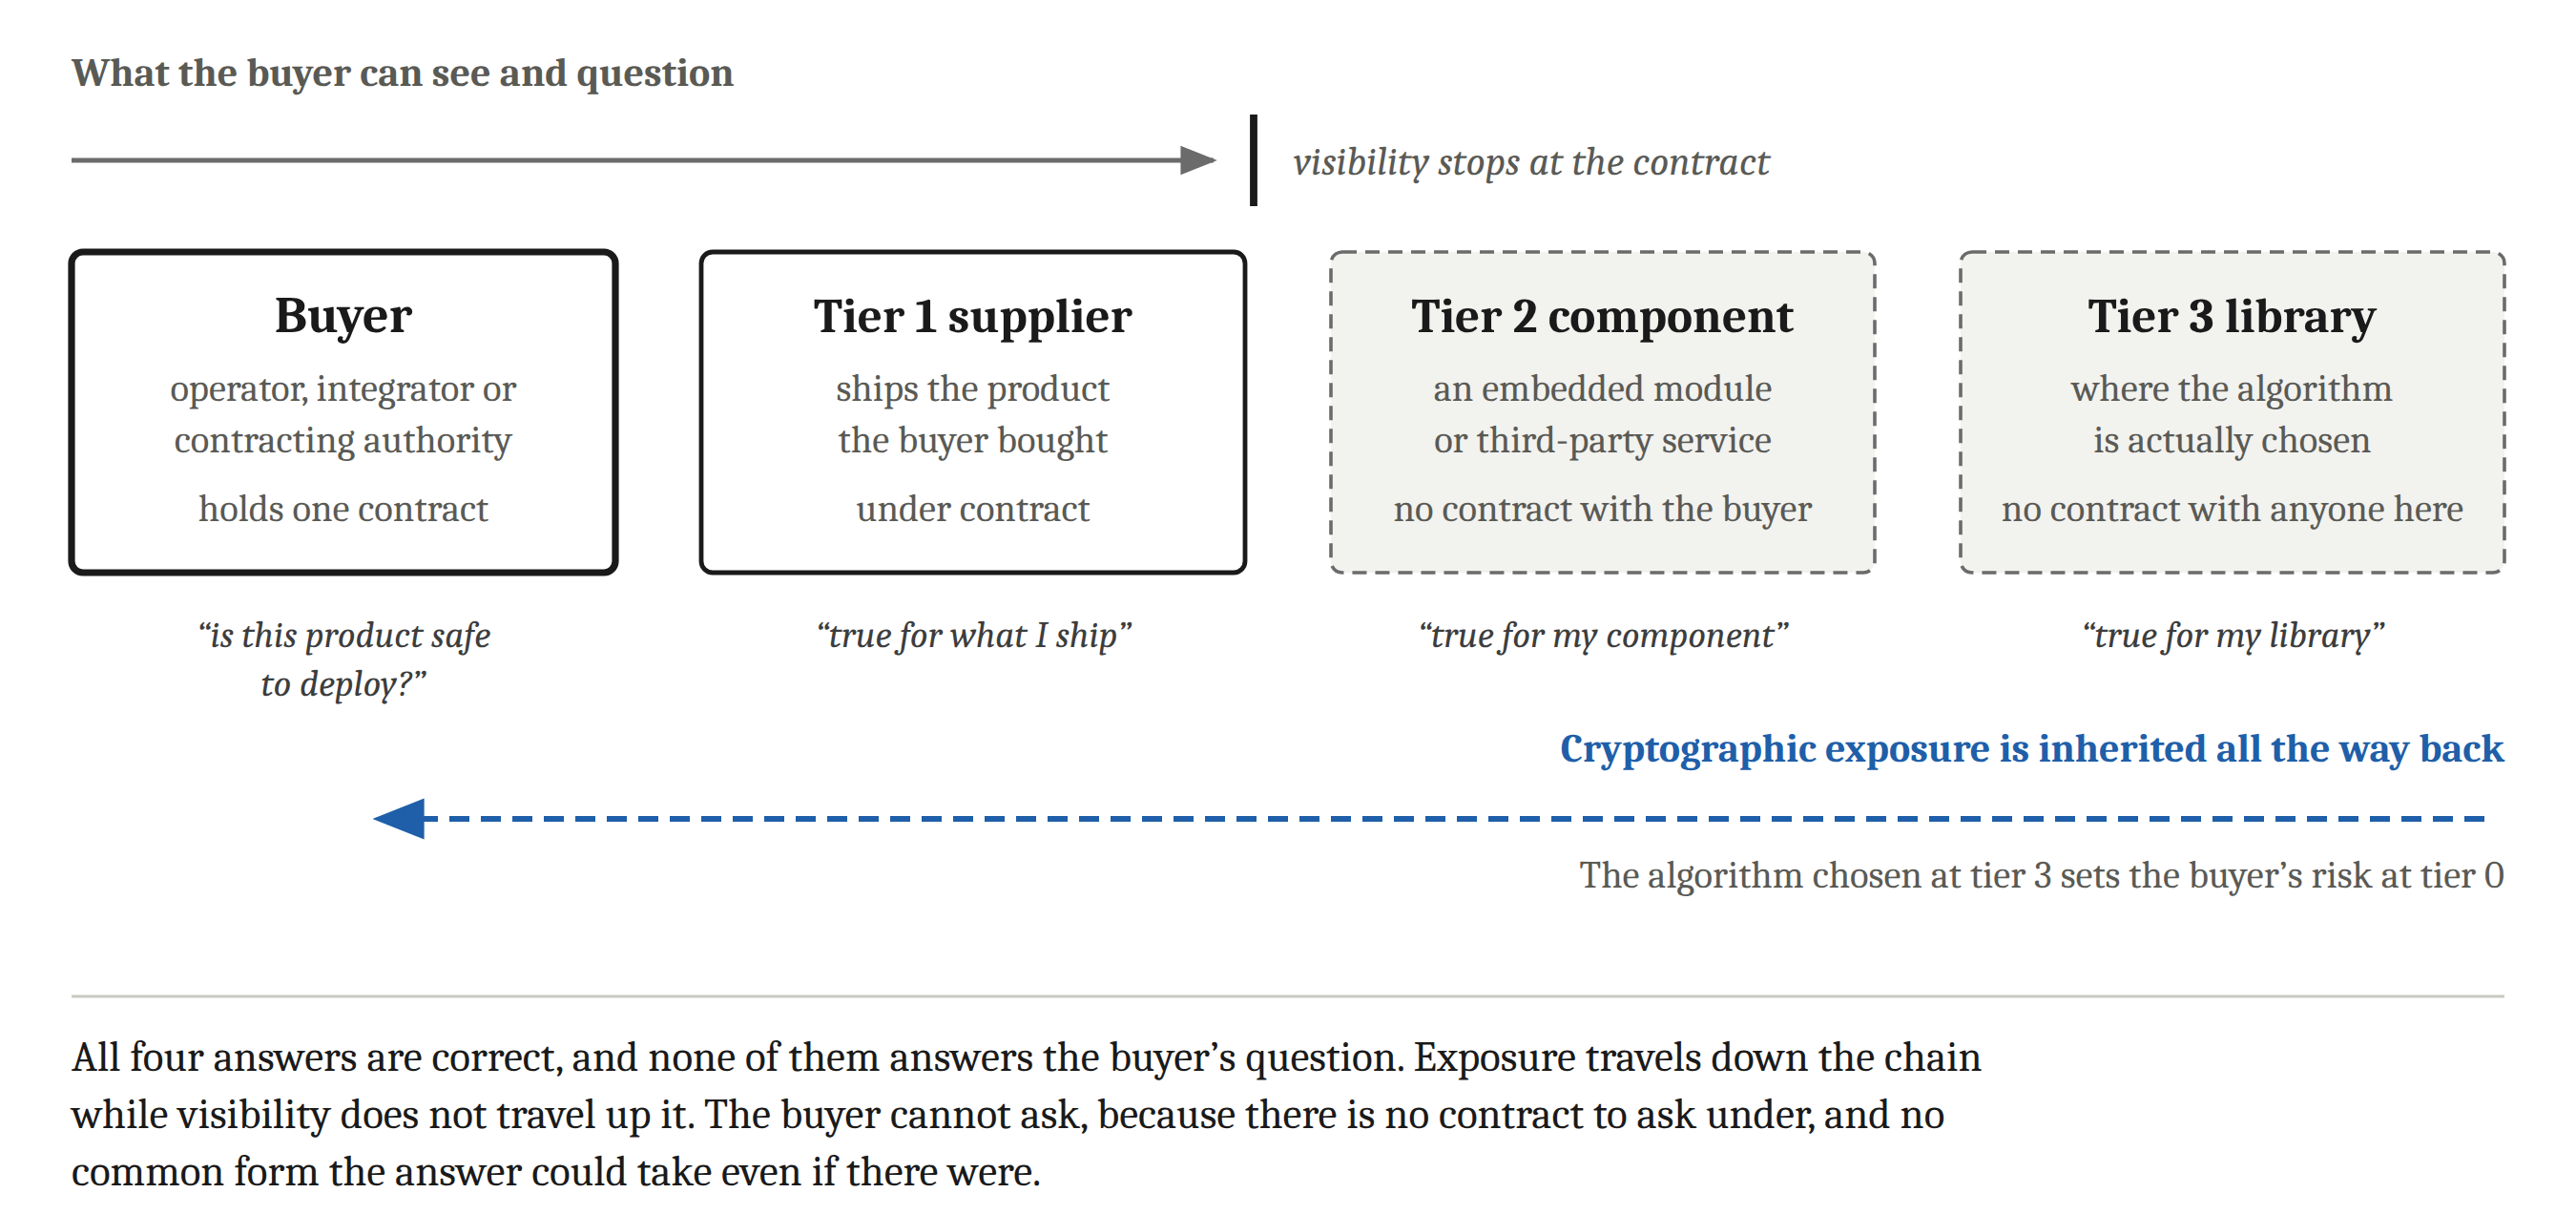 What the buyer can see and question
visibility stops at the contract
Buyer
operator, integrator or
contracting authority
holds one contract
Tier 1 supplier
ships the product
the buyer bought
under contract
Tier 2 component
an embedded module
or third-party service
no contract with the buyer
Tier 3 library
where the algorithm
is actually chosen
no contract with anyone here
“is this product safe
to deploy?”
“true for what I ship”
“true for my component”
“true for my library”
Cryptographic exposure is inherited all the way back
The algorithm chosen at tier 3 sets the buyer’s risk at tier 0
All four answers are correct, and none of them answers the buyer’s question. Exposure travels down the chain
while visibility does not travel up it. The buyer cannot ask, because there is no contract to ask under, and no
common form the answer could take even if there were.